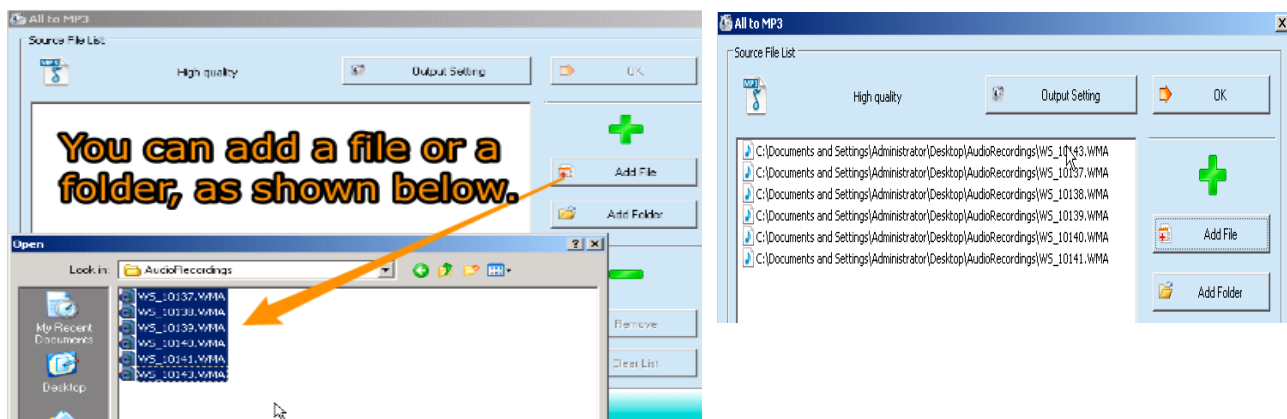 All to MP3
Source File List
MP3
High quality
Output Setting
OK
You can add a file or a
folder, as shown below.
Add File
Add Folder
Open
Look in:
AudioRecordings
My Recent
Documents
Desktop
WS_10137.WMA
WS_10138.WMA
WS_10139.WMA
WS_10140.WMA
WS_10141.WMA
WS_10143.WMA
Remove
Clear List
All to MP3
Source File List
MP3
High quality
Output Setting
OK
C:\Documents and Settings\Administrator\Desktop\AudioRecordings\WS_10143.WMA
C:\Documents and Settings\Administrator\Desktop\AudioRecordings\WS_10137.WMA
C:\Documents and Settings\Administrator\Desktop\AudioRecordings\WS_10138.WMA
C:\Documents and Settings\Administrator\Desktop\AudioRecordings\WS_10139.WMA
C:\Documents and Settings\Administrator\Desktop\AudioRecordings\WS_10140.WMA
C:\Documents and Settings\Administrator\Desktop\AudioRecordings\WS_10141.WMA
Add File
Add Folder